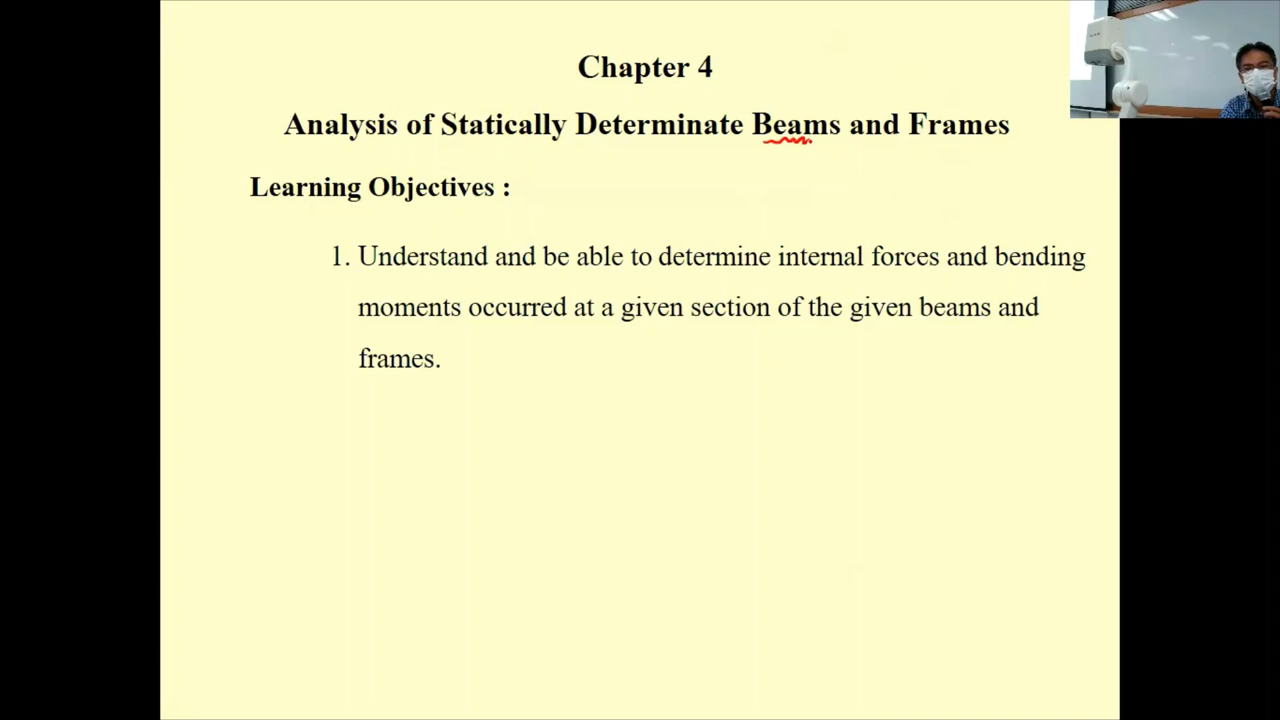 Chapter 4
Analysis of Statically Determinate Beams and Frames
Learning Objectives :
1. Understand and be able to determine internal forces and bending
moments occurred at a given section of the given beams and
frames.